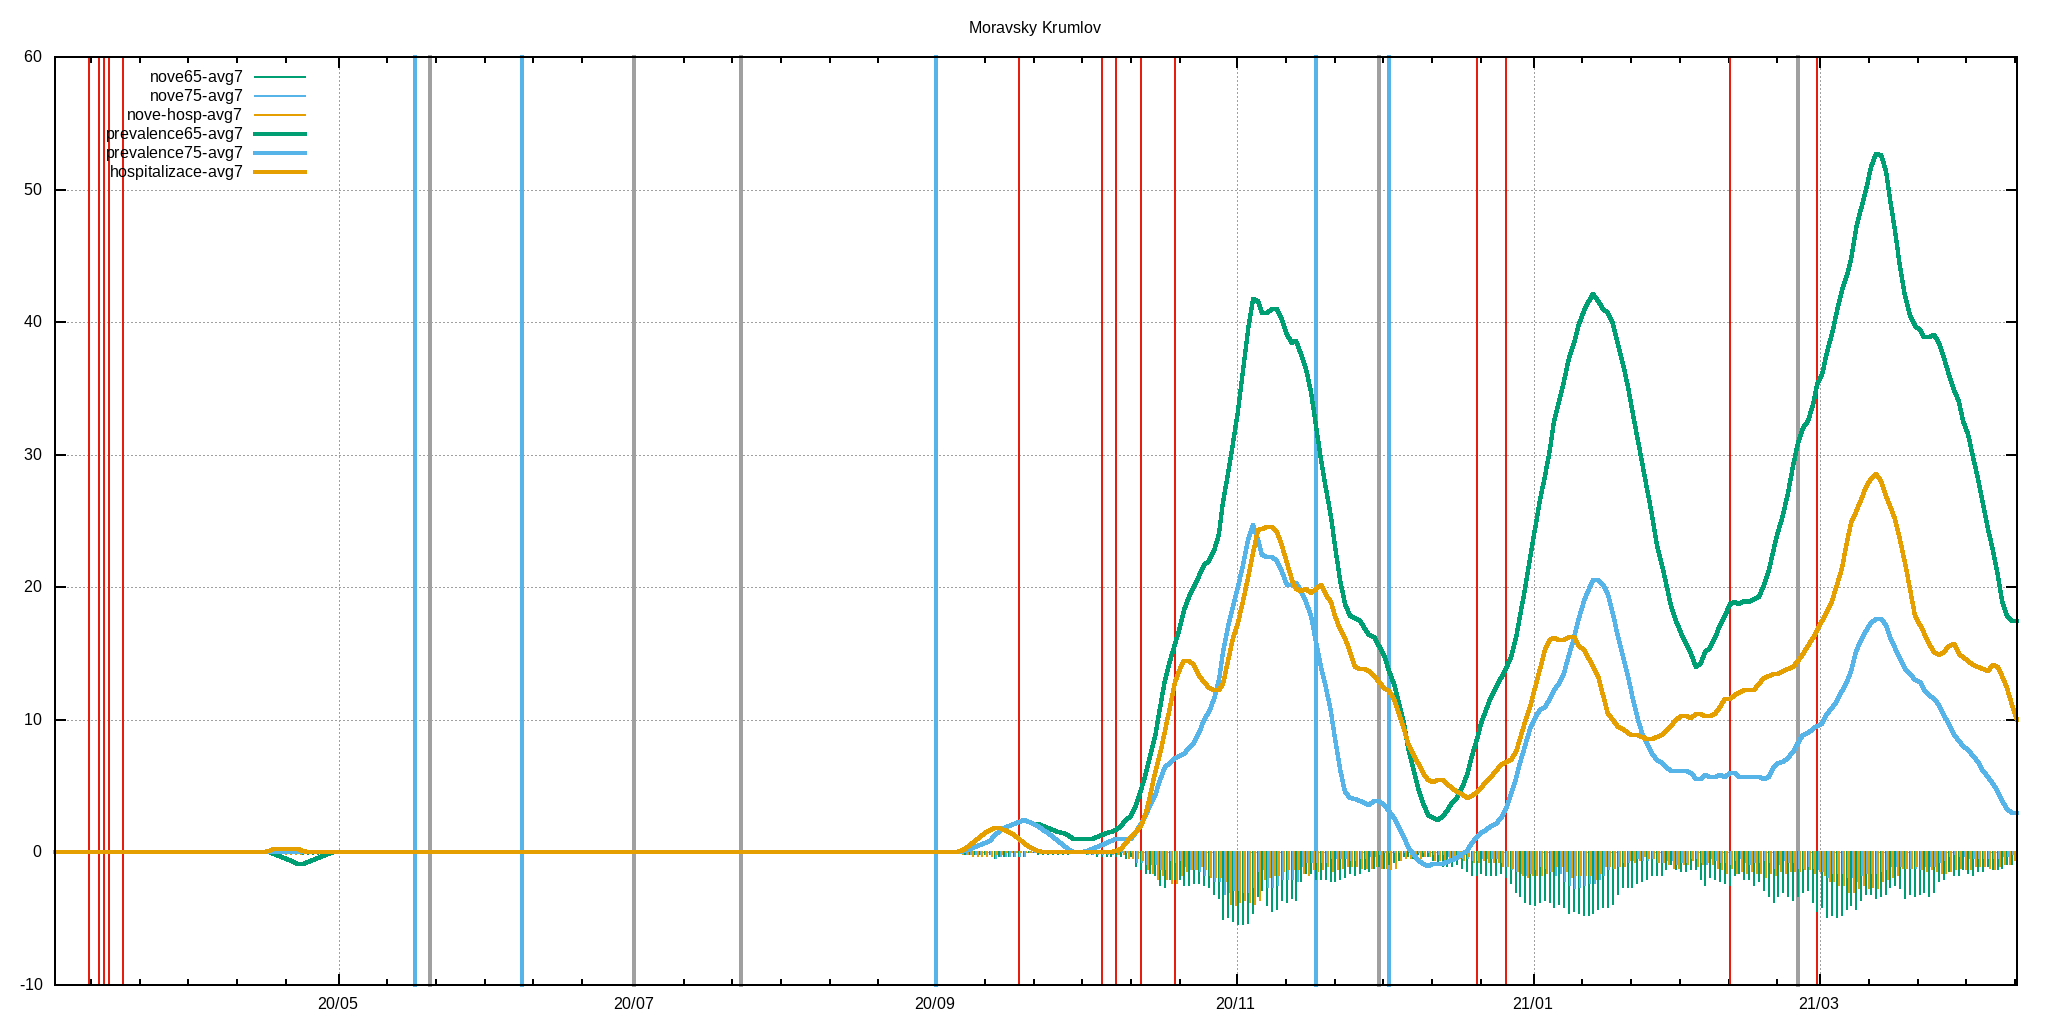 Moravsky Krumlov
60
50
40
30
20
10
0
-10
nove65-avg7
nove75-avg7
nove-hosp-avg7
prevalence65-avg7
prevalence75-avg7
hospitalizace-avg7
20/05 20/07 20/09 20/11 21/01 21/03